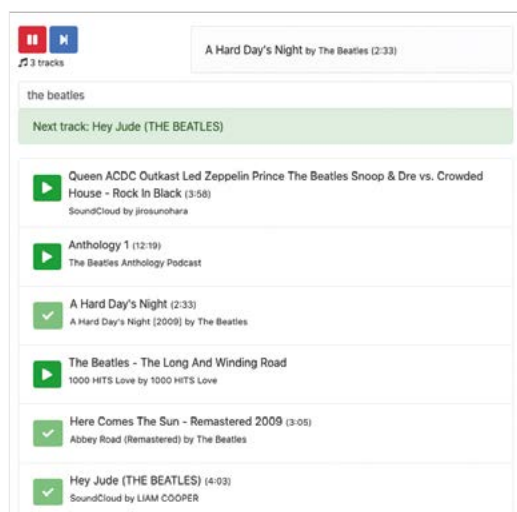 A Hard Day's Night by The Beatles (2:33)
3 tracks
the beatles
Next track: Hey Jude (THE BEATLES)
Queen ACDC Outkast Led Zeppelin Prince The Beatles Snoop & Dre vs. Crowded
House - Rock In Black (3:58)
SoundCloud by jirosunohara
Anthology 1 (12:19)
The Beatles Anthology Podcast
A Hard Day's Night (2:33)
A Hard Day's Night [2009] by The Beatles
The Beatles - The Long And Winding Road
1000 HITS Love by 1000 HITS Love
Here Comes The Sun - Remastered 2009 (3:05)
Abbey Road (Remastered) by The Beatles
Hey Jude (THE BEATLES) (4:03)
SoundCloud by LIAM COOPER